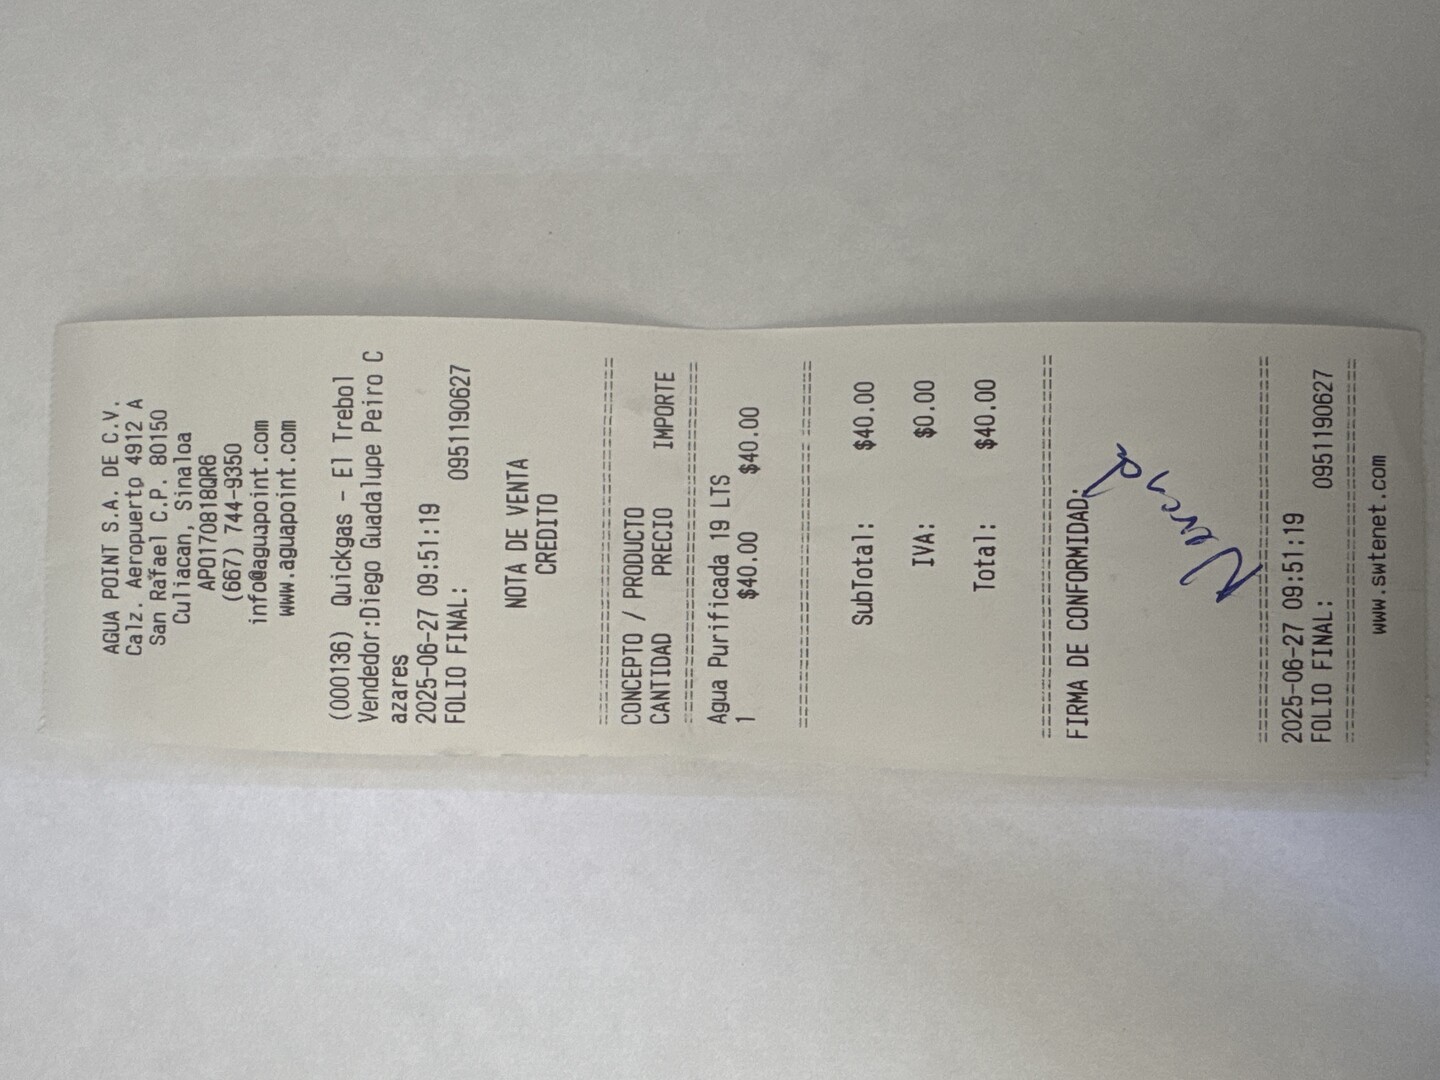 AGUA POINT S.A. DE C.V.
Calz. Aeropuerto 4912 A
San Rafael C.P. 80150
Culiacan, Sinaloa
APO170818QR6
(667) 744-9350
info@aguapoint.com
www.aguapoint.com
(000136) Quickgas - El Trebol
Vendedor:Diego Guadalupe Peiro C
azares
2025-06-27 09:51:19
FOLIO FINAL: 0951190627
NOTA DE VENTA
CREDITO
================================
CONCEPTO / PRODUCTO
CANTIDAD PRECIO IMPORTE
================================
Agua Purificada 19 LTS
1 $40.00 $40.00
================================
SubTotal: $40.00
IVA: $0.00
Total: $40.00
================================
FIRMA DE CONFORMIDAD:
================================
2025-06-27 09:51:19
FOLIO FINAL: 0951190627
================================
www.swtenet.com